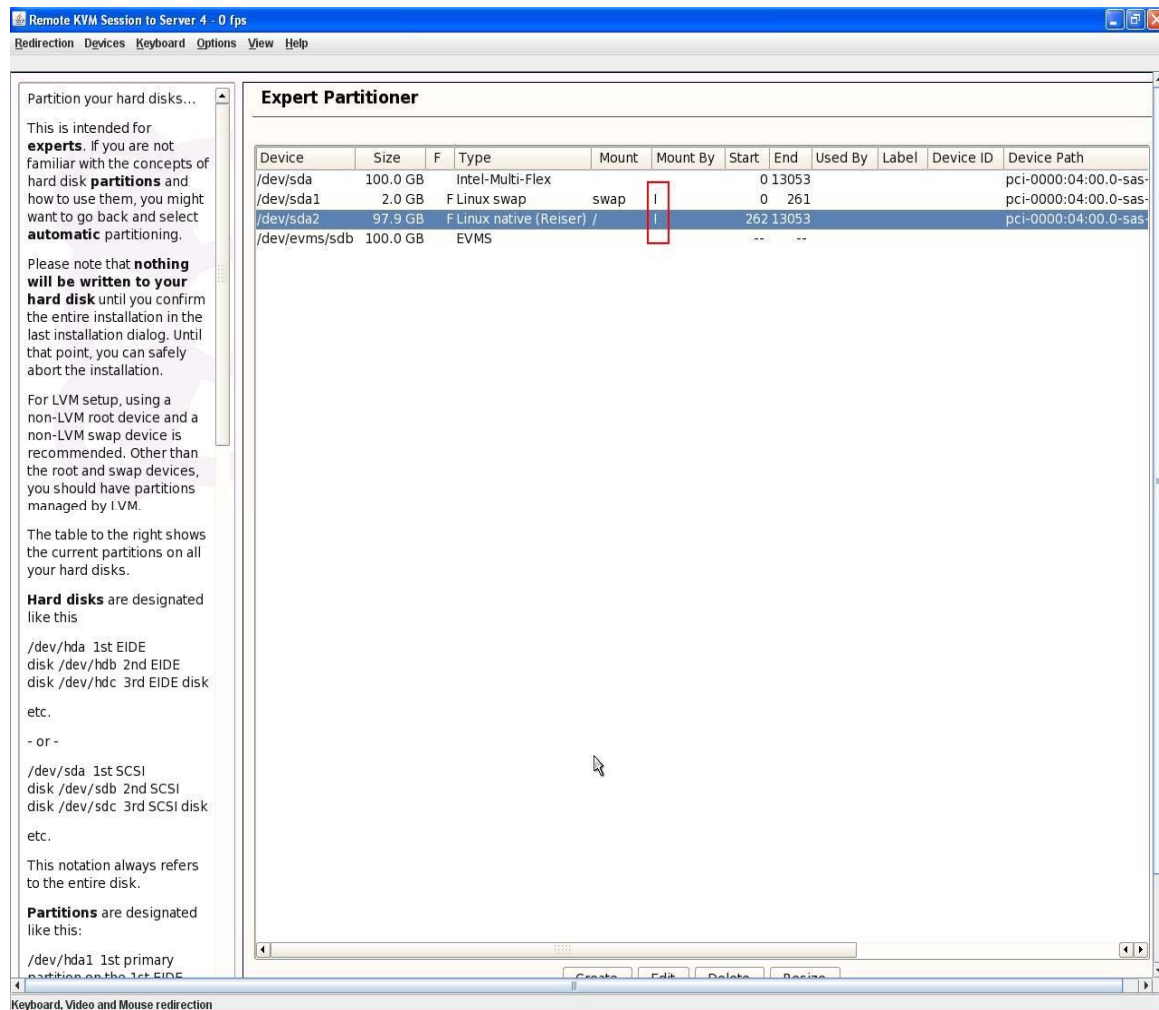 Remote KVM Session to Server 4 - 0 fps
Redirection Devices Keyboard Options View Help
Partition your hard disks...
This is intended for
experts. If you are not
familiar with the concepts of
hard disk partitions and
how to use them, you might
want to go back and select
automatic partitioning.
Please note that nothing
will be written to your
hard disk until you confirm
the entire installation in the
last installation dialog. Until
that point, you can safely
abort the installation.
For LVM setup, using a
non-LVM root device and a
non-LVM swap device is
recommended. Other than
the root and swap devices,
you should have partitions
managed by LVM.
The table to the right shows
the current partitions on all
your hard disks.
Hard disks are designated
like this
/dev/hda 1st EIDE
disk /dev/hdb 2nd EIDE
disk /dev/hdc 3rd EIDE disk
etc.
- or -
/dev/sda 1st SCSI
disk /dev/sdb 2nd SCSI
disk /dev/sdc 3rd SCSI disk
etc.
This notation always refers
to the entire disk.
Partitions are designated
like this:
/dev/hda1 1st primary
partition on the 1st EIDE
Expert Partitioner
Device Size F Type Mount Mount By Start End Used By Label Device ID Device Path
/dev/sda 100.0 GB Intel-Multi-Flex 0 13053 pci-0000:04:00.0-sas-
/dev/sda1 2.0 GB F Linux swap swap I 0 261 pci-0000:04:00.0-sas-
/dev/sda2 97.9 GB F Linux native (Reiser) / I 262 13053 pci-0000:04:00.0-sas-
/dev/evms/sdb 100.0 GB EVMS -- --
Create Edit Delete Resize
Keyboard, Video and Mouse redirection